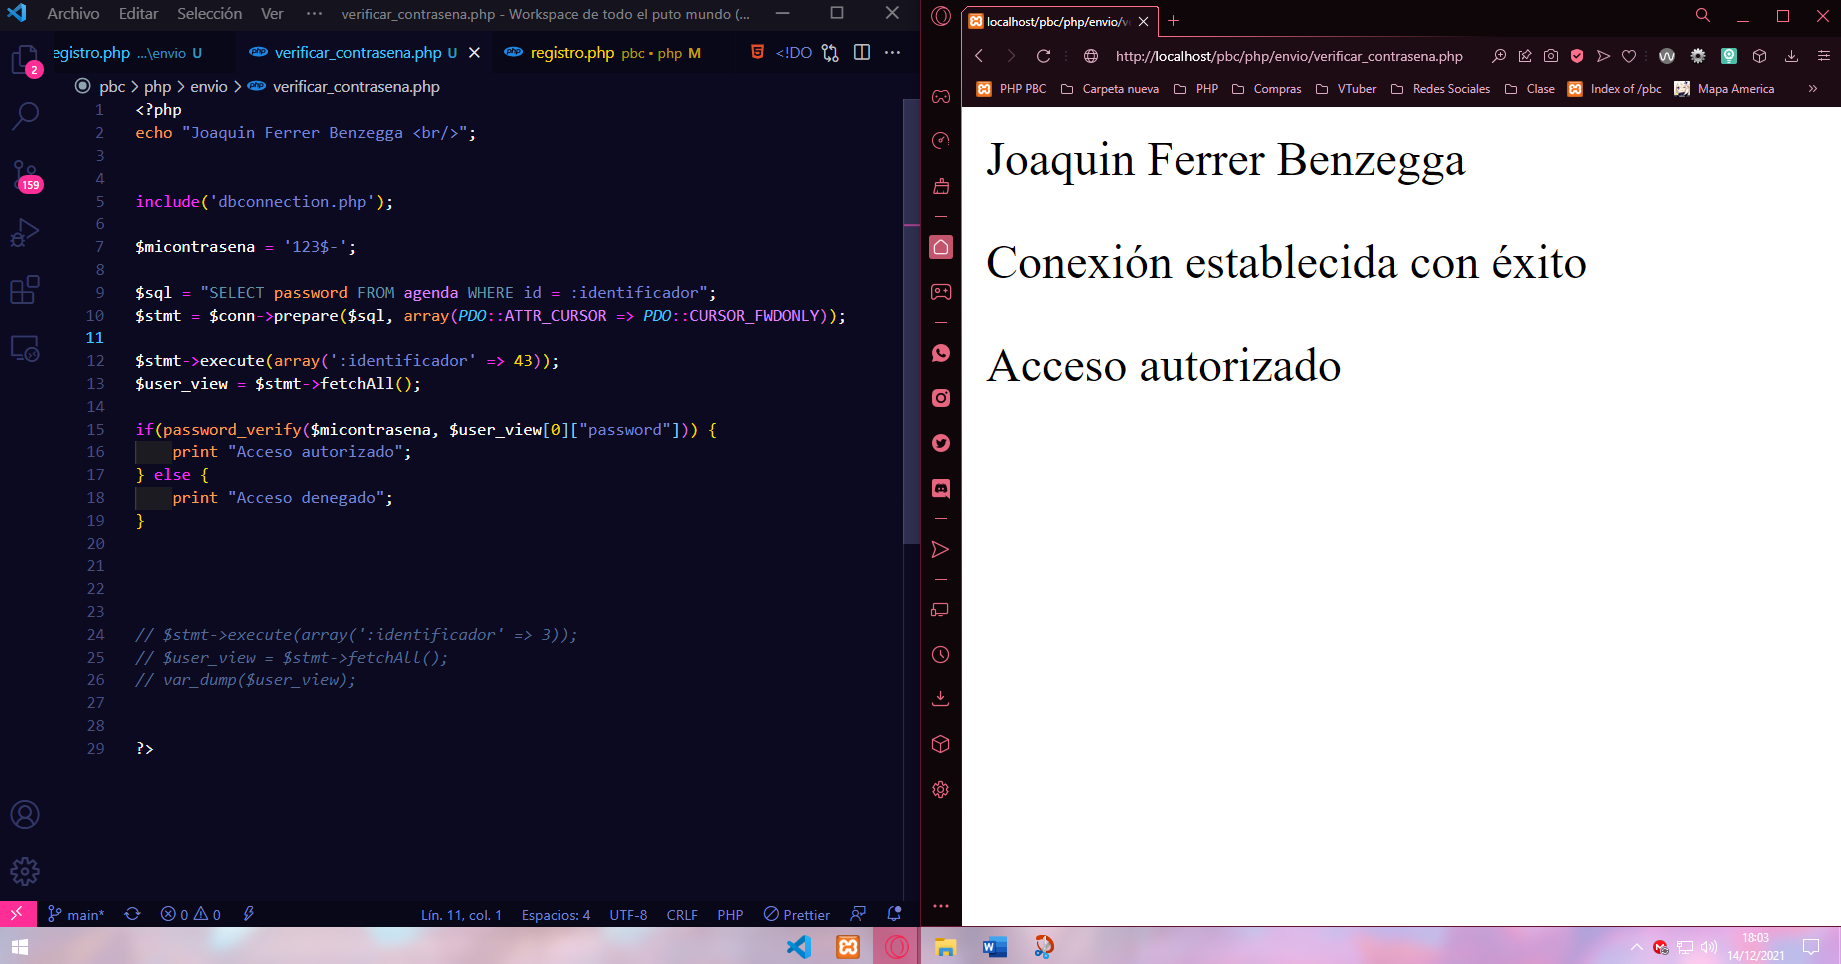 Archivo Editar Selección Ver ··· verificar_contrasena.php - Workspace de todo el puto mundo (...
registro.php ...\envio U verificar_contrasena.php U registro.php pbc • php M <!DO
pbc > php > envio > verificar_contrasena.php
1 <?php
2 echo "Joaquin Ferrer Benzegga <br/>";
3
4
5 include('dbconnection.php');
6
7 $micontrasena = '123$-';
8
9 $sql = "SELECT password FROM agenda WHERE id = :identificador";
10 $stmt = $conn->prepare($sql, array(PDO::ATTR_CURSOR => PDO::CURSOR_FWDONLY));
11
12 $stmt->execute(array(':identificador' => 43));
13 $user_view = $stmt->fetchAll();
14
15 if(password_verify($micontrasena, $user_view[0]["password"])) {
16 print "Acceso autorizado";
17 } else {
18 print "Acceso denegado";
19 }
20
21
22
23
24 // $stmt->execute(array(':identificador' => 3));
25 // $user_view = $stmt->fetchAll();
26 // var_dump($user_view);
27
28
29 ?>
2
159
main* 0 0 Lín. 11, col. 1 Espacios: 4 UTF-8 CRLF PHP Prettier
localhost/pbc/php/envio/v
http://localhost/pbc/php/envio/verificar_contrasena.php
PHP PBC Carpeta nueva PHP Compras VTuber Redes Sociales Clase Index of /pbc Mapa America »
Joaquin Ferrer Benzegga
Conexión establecida con éxito
Acceso autorizado
18:03
14/12/2021